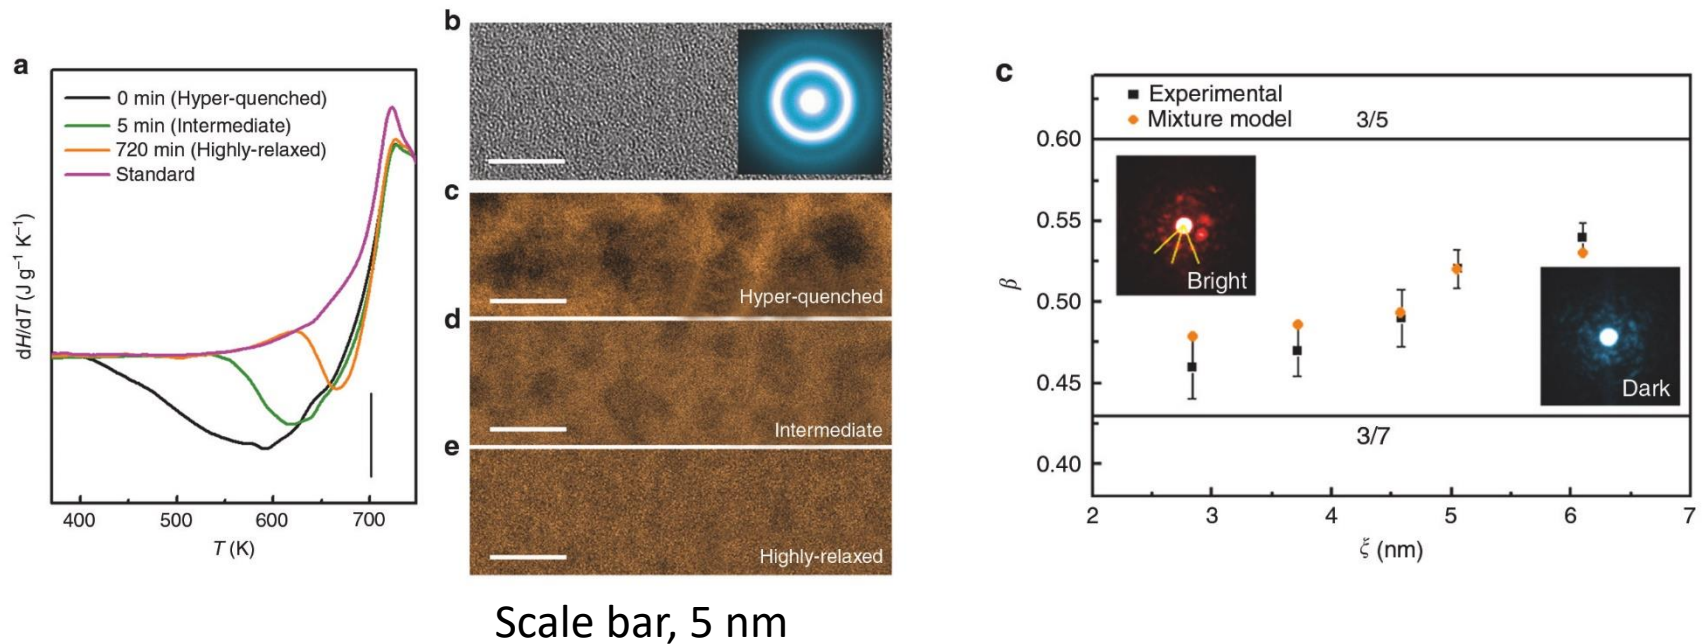 a
0 min (Hyper-quenched)
5 min (Intermediate)
720 min (Highly-relaxed)
Standard
dH/dT (J g⁻¹ K⁻¹)
400 500 600 700
T (K)
b
c
Hyper-quenched
d
Intermediate
e
Highly-relaxed
Scale bar, 5 nm
c
Experimental
Mixture model
3/5
0.60
0.55
0.50
0.45
0.40
β
Bright
Dark
3/7
2 3 4 5 6 7
ξ (nm)